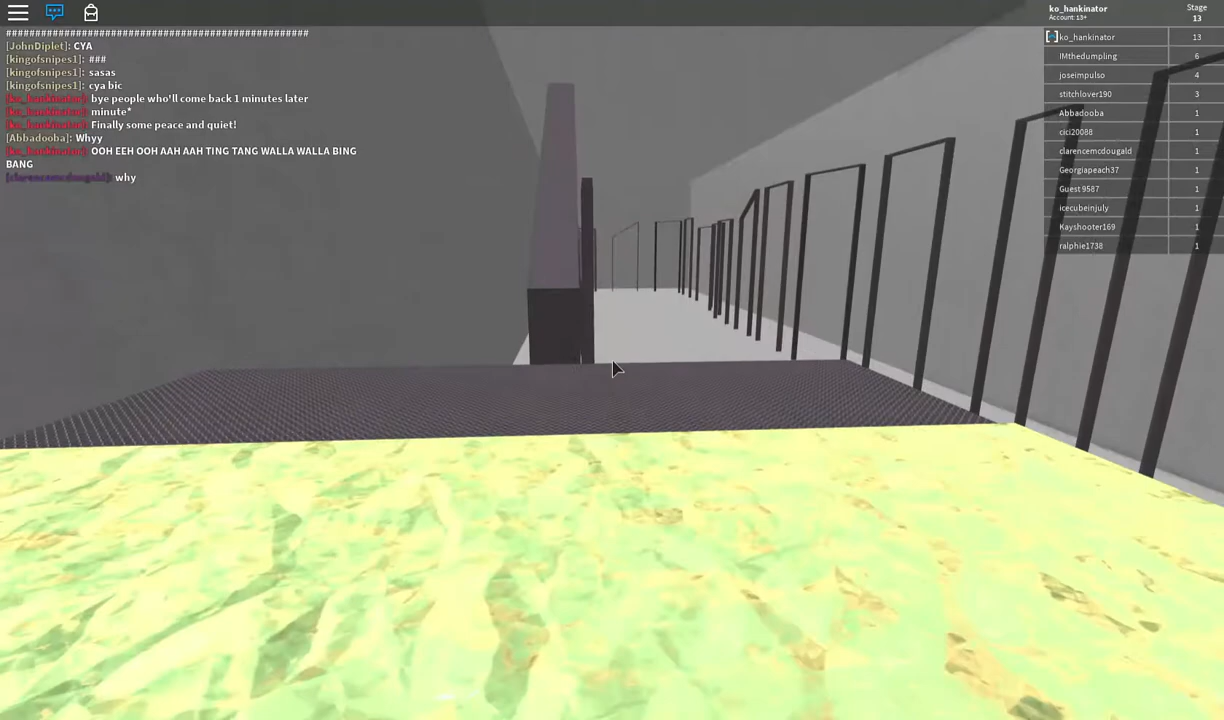 ko_hankinator
Account: 13+
Stage
13
####################################################
[JohnDiplet]: CYA
[kingofsnipes1]: ###
[kingofsnipes1]: sasas
[kingofsnipes1]: cya bic
[ko_hankinator]: bye people who'll come back 1 minutes later
[ko_hankinator]: minute*
[ko_hankinator]: Finally some peace and quiet!
[Abbadooba]: Whyy
[ko_hankinator]: OOH EEH OOH AAH AAH TING TANG WALLA WALLA BING
BANG
[clarencemcdougald]: why
ko_hankinator 13
IMthedumpling 6
joseimpulso 4
stitchlover190 3
Abbadooba 1
cici20088 1
clarencemcdougald 1
Georgiapeach37 1
Guest 9587 1
icecubeinjuly 1
Kayshooter169 1
ralphie1738 1